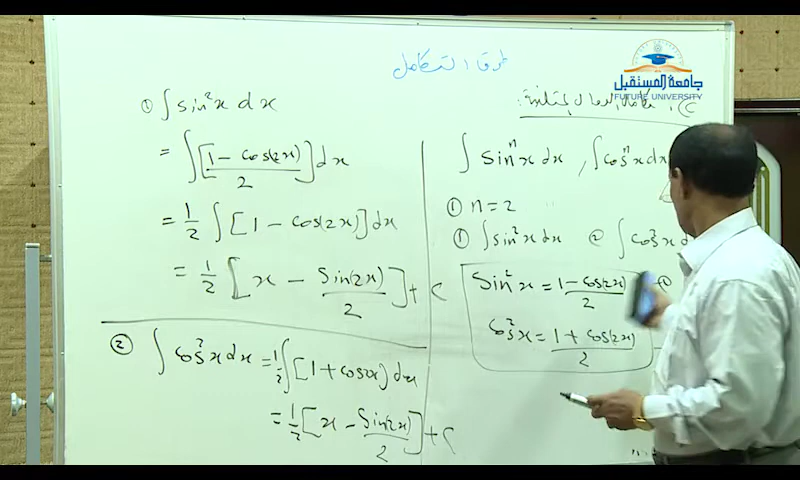 طرق التكامل
جامعة المستقبل
FUTURE UNIVERSITY
① ∫ sin²x dx
= ∫ [1 − cos(2x)/2] dx
= 1/2 ∫ [1 − cos(2x)] dx
= 1/2 [x − sin(2x)/2] + C
② ∫ cos²x dx = 1/2 ∫ [1 + cos2x) dx
= 1/2 [x − sin(2x)/2] + C
∫ sinⁿx dx , ∫ cosⁿx dx
① n = 2
① ∫ sin²x dx ② ∫ cos²x d
sin²x = 1 − cos(2x)/2
cos²x = 1 + cos(2x)/2